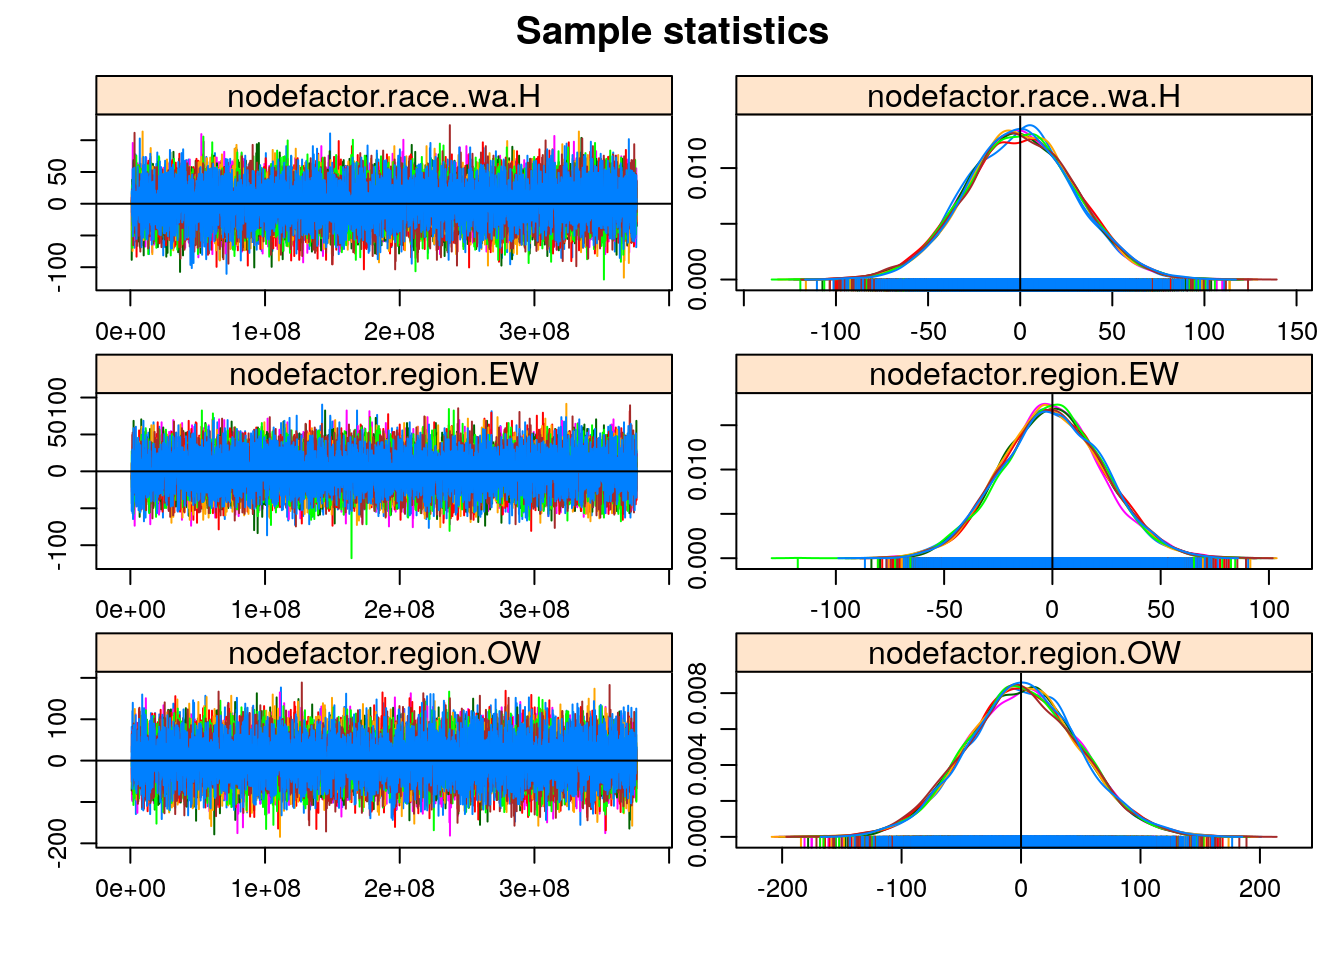 Sample statistics
nodefactor.race..wa.H nodefactor.race..wa.H
50
0
-100
0e+00 1e+08 2e+08 3e+08
0.010
0.000
-100 -50 0 50 100 150
nodefactor.region.EW nodefactor.region.EW
100
50
0
-100
0e+00 1e+08 2e+08 3e+08
0.010
0.000
-100 -50 0 50 100
nodefactor.region.OW nodefactor.region.OW
100
0
-200
0e+00 1e+08 2e+08 3e+08
0.008
0.004
0.000
-200 -100 0 100 200